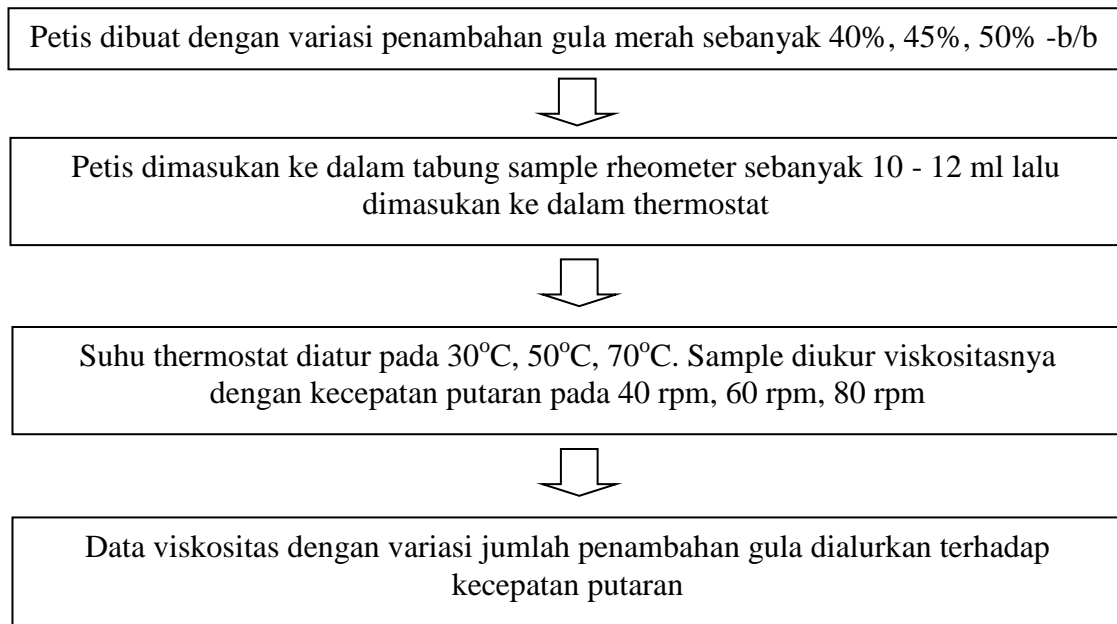 Petis dibuat dengan variasi penambahan gula merah sebanyak 40%, 45%, 50% -b/b
Petis dimasukan ke dalam tabung sample rheometer sebanyak 10 - 12 ml lalu
dimasukan ke dalam thermostat
Suhu thermostat diatur pada 30°C, 50°C, 70°C. Sample diukur viskositasnya
dengan kecepatan putaran pada 40 rpm, 60 rpm, 80 rpm
Data viskositas dengan variasi jumlah penambahan gula dialurkan terhadap
kecepatan putaran